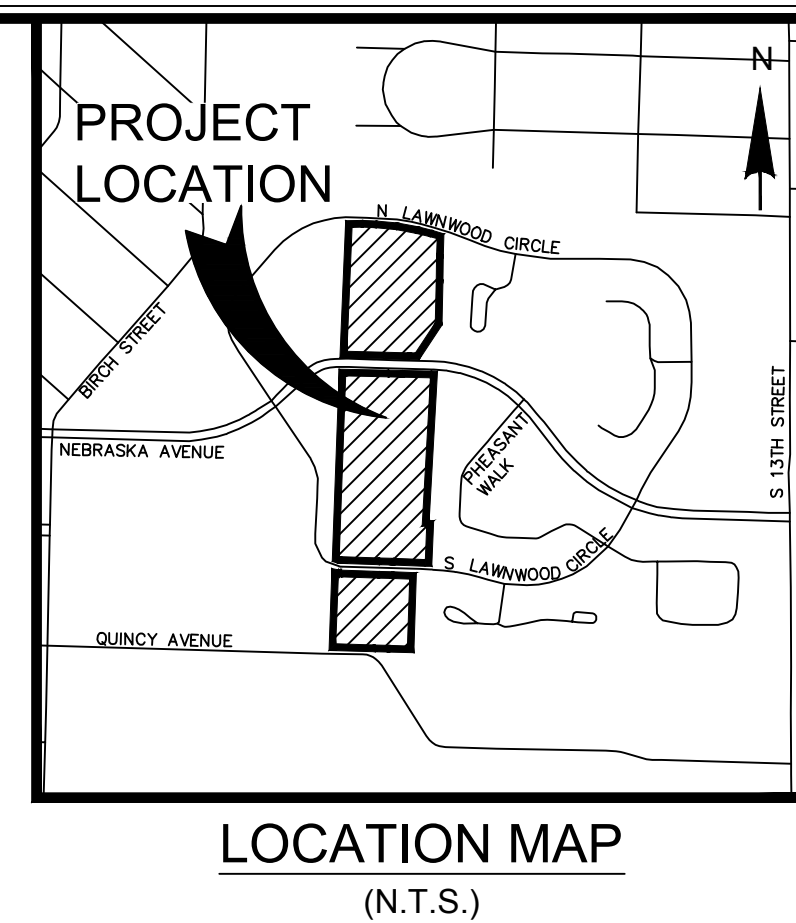 N
PROJECT
LOCATION
N LAWNWOOD CIRCLE
BIRCH STREET
S 13TH STREET
NEBRASKA AVENUE
PHEASANT
WALK
S LAWNWOOD CIRCLE
QUINCY AVENUE
LOCATION MAP
(N.T.S.)